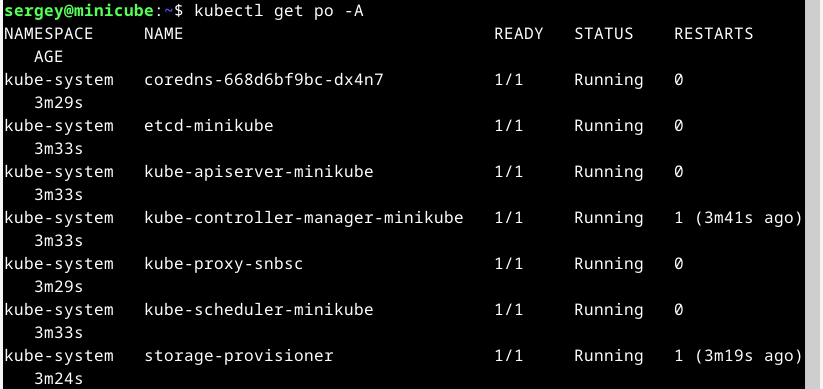 sergey@minicube:~$ kubectl get po -A
NAMESPACE     NAME                               READY   STATUS    RESTARTS
   AGE
kube-system   coredns-668d6bf9bc-dx4n7           1/1     Running   0
   3m29s
kube-system   etcd-minikube                      1/1     Running   0
   3m33s
kube-system   kube-apiserver-minikube            1/1     Running   0
   3m33s
kube-system   kube-controller-manager-minikube   1/1     Running   1 (3m41s ago)
   3m33s
kube-system   kube-proxy-snbsc                   1/1     Running   0
   3m29s
kube-system   kube-scheduler-minikube            1/1     Running   0
   3m33s
kube-system   storage-provisioner                1/1     Running   1 (3m19s ago)
   3m24s